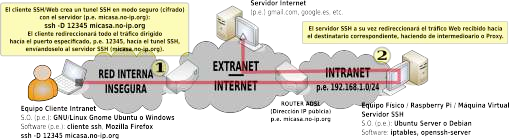 El cliente SSH/Web crea un tunel SSH en modo seguro (cifrado)
con el servidor (p.e. micasa.no-ip.org):
ssh -D 12345 micasa.no-ip.org
El cliente redireccionará todo el tráfico dirigido
hacia el puerto especificado, p.e. 12345, hacia el tunel SSH,
enviandoselo al servidor SSH (micasa.no-ip.org).
Servidor Internet
(p.e.) gmail.com, google.es, etc.
El servidor SSH a su vez redireccionará el tráfico Web recibido hacia
el destinatario correspondiente, haciendo de intermediario o Proxy.
1
2
RED INTERNA
INSEGURA
EXTRANET
INTERNET
INTRANET
p.e. 192.168.1.0/24
Equipo Cliente Intranet
S.O. (p.e.): GNU/Linux Gnome Ubuntu o Windows
Software: cliente ssh, Mozilla Firefox
ssh -D 12345 micasa.no-ip.org
ROUTER ADSL
(Dirección IP pública)
p.e. micasa.no-ip.org
Equipo Físico / Raspberry Pi / Maquina Virtual
Servidor SSH
S.O. (p.e.): Ubuntu Server o Debian
Software: iptables, openssh-server